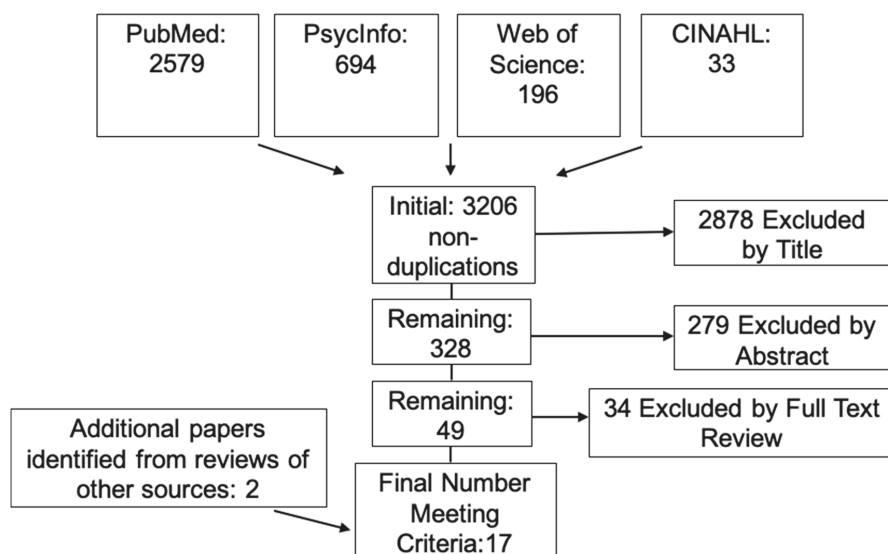 PubMed:
2579
PsycInfo:
694
Web of
Science:
196
CINAHL:
33
Initial: 3206
non-
duplications
2878 Excluded
by Title
Remaining:
328
279 Excluded by
Abstract
Remaining:
49
34 Excluded by Full Text
Review
Additional papers
identified from reviews of
other sources: 2
Final Number
Meeting
Criteria:17